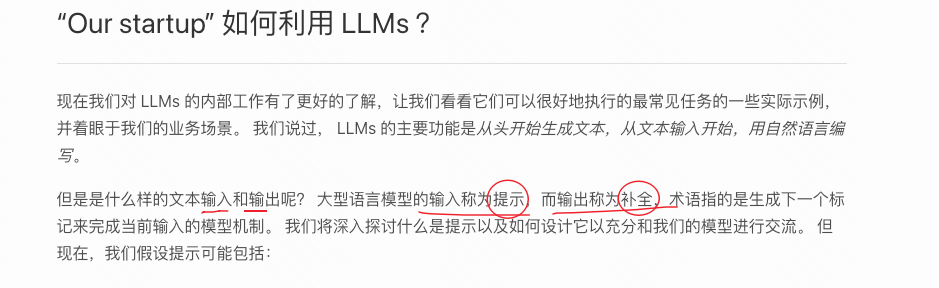 “Our startup” 如何利用 LLMs？
现在我们对 LLMs 的内部工作有了更好的了解，让我们看看它们可以很好地执行的最常见任务的一些实际示例，
并着眼于我们的业务场景。 我们说过， LLMs 的主要功能是从头开始生成文本，从文本输入开始，用自然语言编
写。
但是是什么样的文本输入和输出呢？ 大型语言模型的输入称为提示，而输出称为补全，术语指的是生成下一个标
记来完成当前输入的模型机制。 我们将深入探讨什么是提示以及如何设计它以充分和我们的模型进行交流。 但
现在，我们假设提示可能包括：